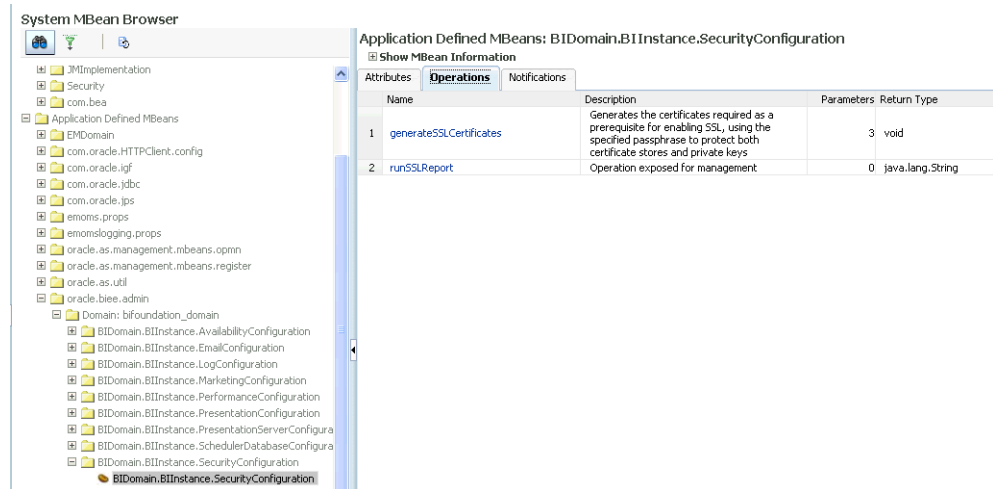 System MBean Browser
JMImplementation
Security
com.bea
Application Defined MBeans
EMDomain
com.oracle.HTTPClient.config
com.oracle.igf
com.oracle.jdbc
com.oracle.jps
emoms.props
emomslogging.props
oracle.as.management.mbeans.opmn
oracle.as.management.mbeans.register
oracle.as.util
oracle.biee.admin
Domain: bifoundation_domain
BIDomain.BIInstance.AvailabilityConfiguration
BIDomain.BIInstance.EmailConfiguration
BIDomain.BIInstance.LogConfiguration
BIDomain.BIInstance.MarketingConfiguration
BIDomain.BIInstance.PerformanceConfiguration
BIDomain.BIInstance.PresentationConfiguration
BIDomain.BIInstance.PresentationServerConfigura
BIDomain.BIInstance.SchedulerDatabaseConfigura
BIDomain.BIInstance.SecurityConfiguration
BIDomain.BIInstance.SecurityConfiguration
Application Defined MBeans: BIDomain.BIInstance.SecurityConfiguration
Show MBean Information
Attributes Operations Notifications
Name Description Parameters Return Type
Generates the certificates required as a
prerequisite for enabling SSL, using the
1 generateSSLCertificates 3 void
specified passphrase to protect both
certificate stores and private keys
2 runSSLReport Operation exposed for management 0 java.lang.String